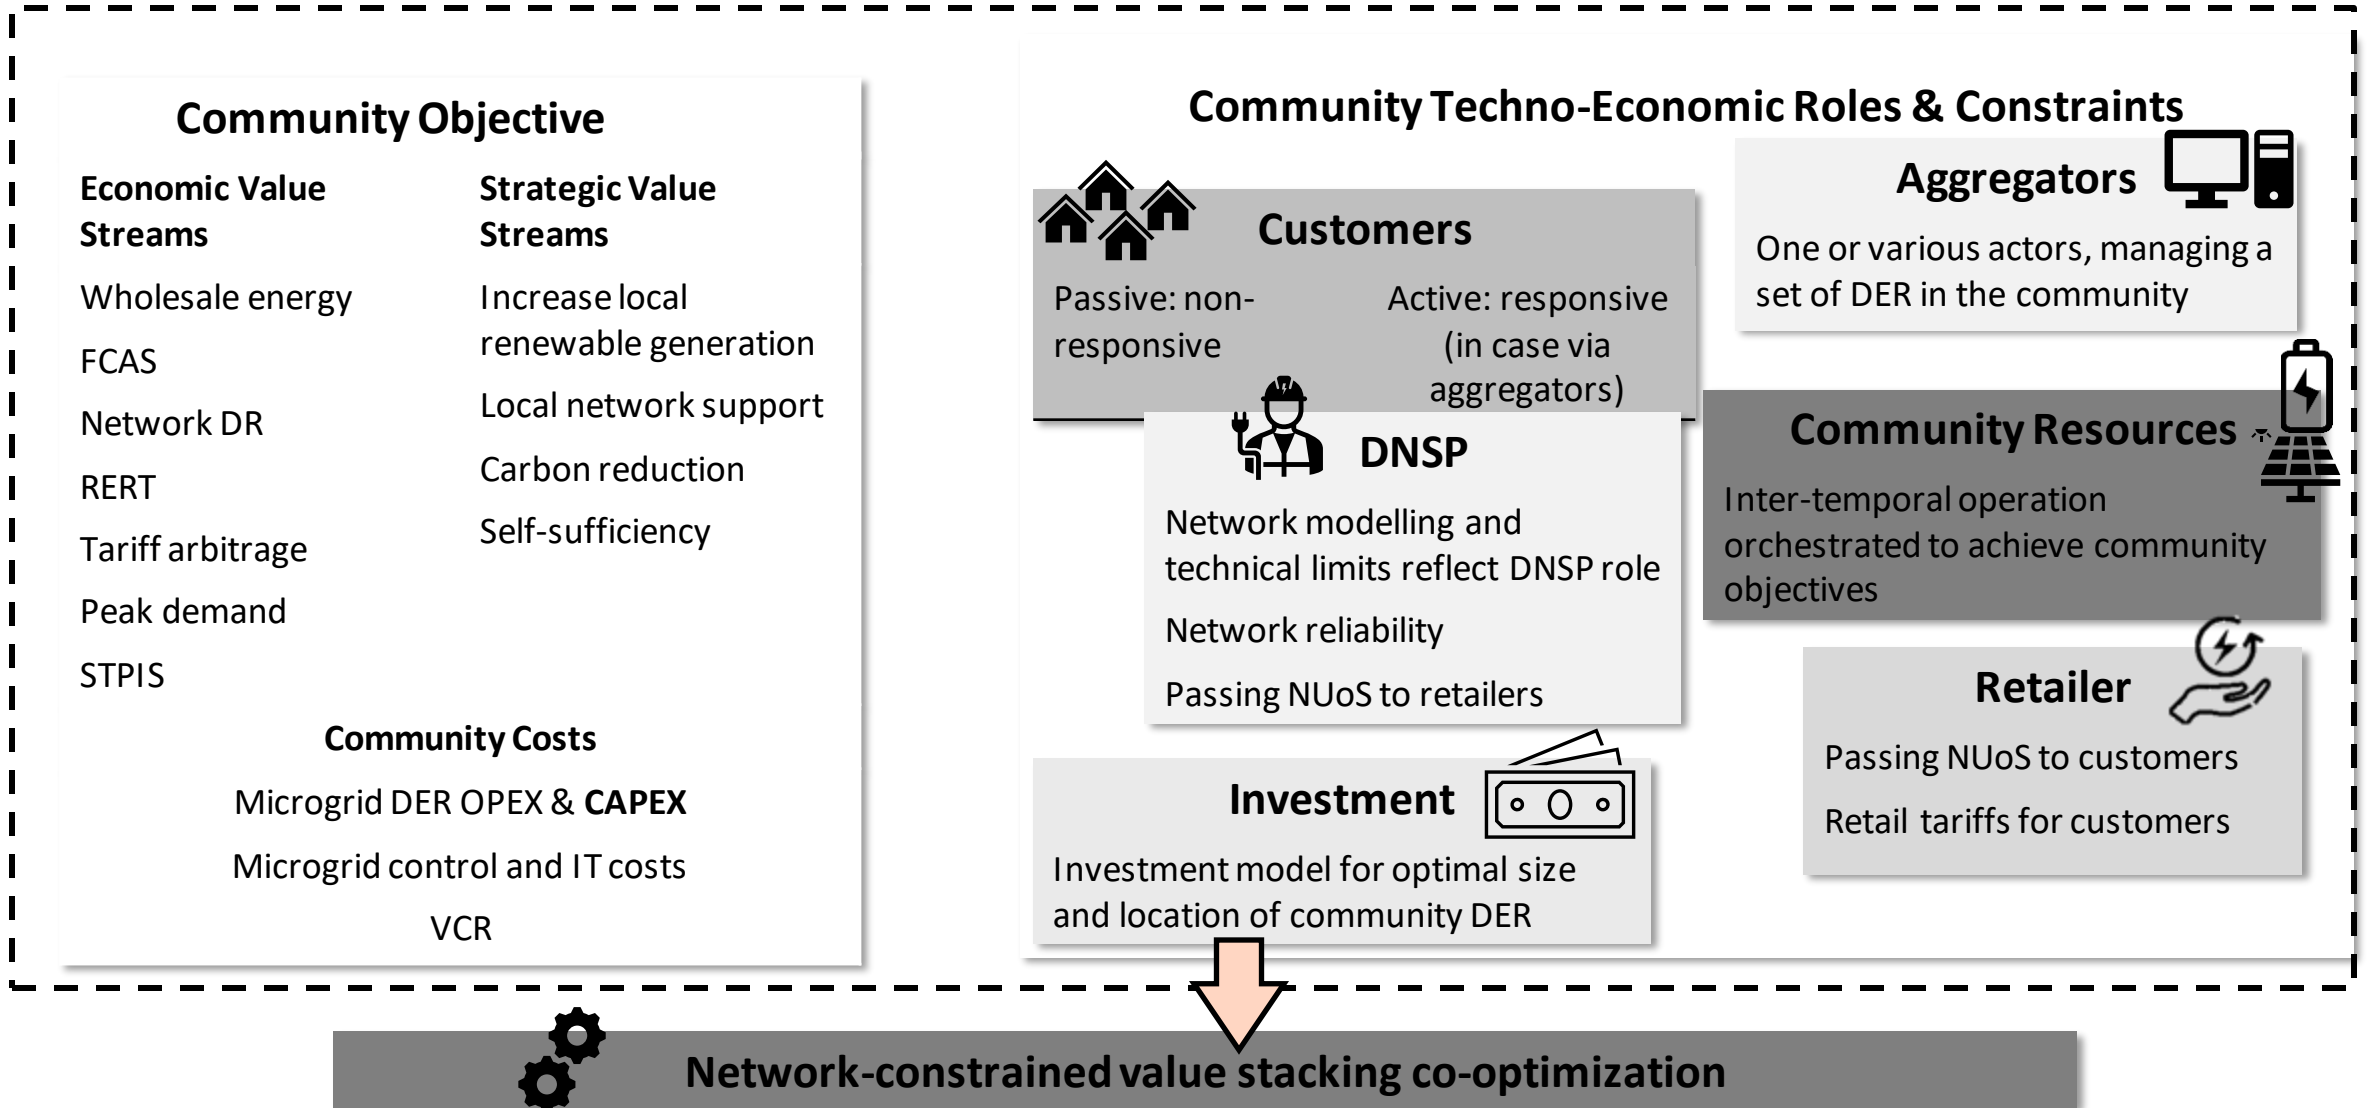 Community Objective
Economic Value
Streams
Wholesale energy
FCAS
Network DR
RERT
Tariff arbitrage
Peak demand
STPIS
Strategic Value
Streams
Increase local
renewable generation
Local network support
Carbon reduction
Self-sufficiency
Community Costs
Microgrid DER OPEX & CAPEX
Microgrid control and IT costs
VCR
Community Techno-Economic Roles & Constraints
Customers
Passive: non-
responsive
Active: responsive
(in case via
aggregators)
Aggregators
One or various actors, managing a
set of DER in the community
DNSP
Network modelling and
technical limits reflect DNSP role
Network reliability
Passing NUoS to retailers
Community Resources
Inter-temporal operation
orchestrated to achieve community
objectives
Investment
Investment model for optimal size
and location of community DER
Retailer
Passing NUoS to customers
Retail tariffs for customers
Network-constrained value stacking co-optimization